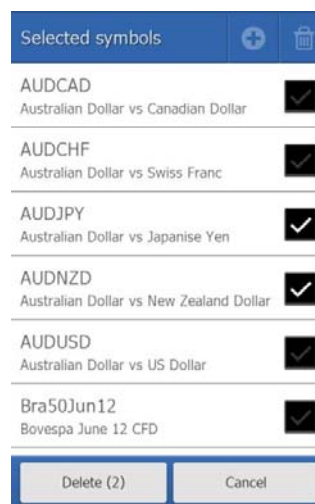 Selected symbols
AUDCAD
Australian Dollar vs Canadian Dollar
AUDCHF
Australian Dollar vs Swiss Franc
AUDJPY
Australian Dollar vs Japanise Yen
AUDNZD
Australian Dollar vs New Zealand Dollar
AUDUSD
Australian Dollar vs US Dollar
Bra50Jun12
Bovespa June 12 CFD
Delete (2) Cancel